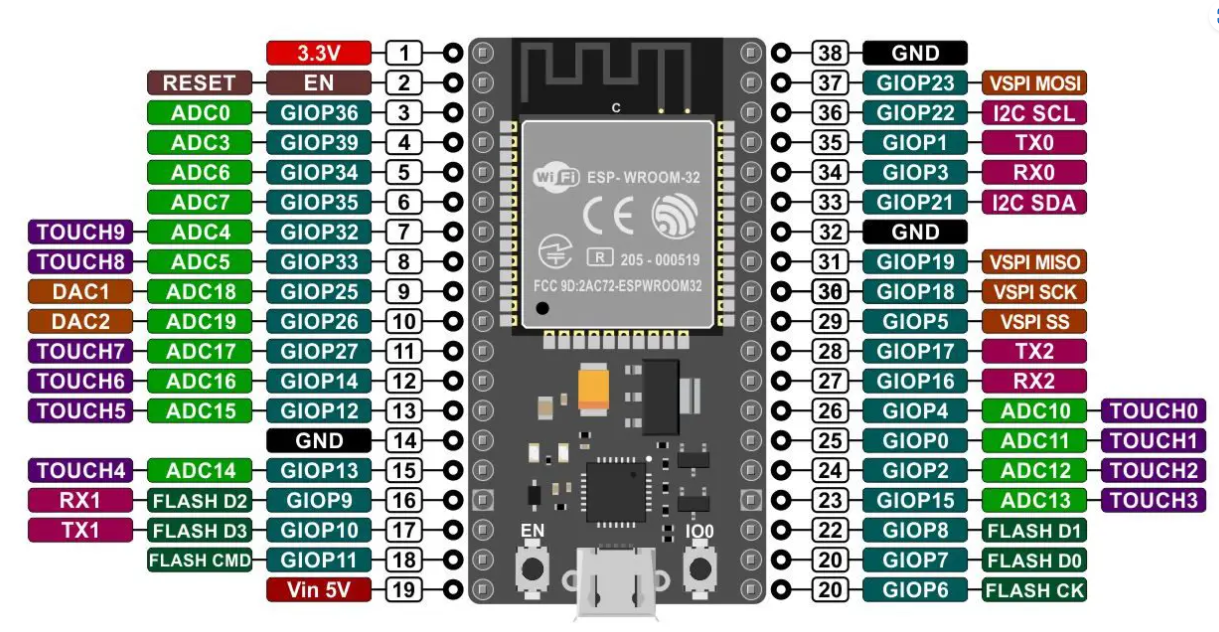 3.3V 1 38 GND
RESET EN 2 37 GIOP23 VSPI MOSI
ADC0 GIOP36 3 36 GIOP22 I2C SCL
C
ADC3 GIOP39 4 35 GIOP1 TX0
ADC6 GIOP34 5 WiFi ESP- WROOM-32 34 GIOP3 RX0
ADC7 GIOP35 6 CE 33 GIOP21 I2C SDA
TOUCH9 ADC4 GIOP32 7 32 GND
TOUCH8 ADC5 GIOP33 8 R 205 - 000519 31 GIOP19 VSPI MISO
DAC1 ADC18 GIOP25 9 FCC 9D:2AC72-ESPWROOM32 30 GIOP18 VSPI SCK
DAC2 ADC19 GIOP26 10 29 GIOP5 VSPI SS
TOUCH7 ADC17 GIOP27 11 28 GIOP17 TX2
TOUCH6 ADC16 GIOP14 12 27 GIOP16 RX2
TOUCH5 ADC15 GIOP12 13 26 GIOP4 ADC10 TOUCH0
GND 14 25 GIOP0 ADC11 TOUCH1
TOUCH4 ADC14 GIOP13 15 24 GIOP2 ADC12 TOUCH2
RX1 FLASH D2 GIOP9 16 23 GIOP15 ADC13 TOUCH3
TX1 FLASH D3 GIOP10 17 EN IO0 22 GIOP8 FLASH D1
FLASH CMD GIOP11 18 20 GIOP7 FLASH D0
Vin 5V 19 20 GIOP6 FLASH CK